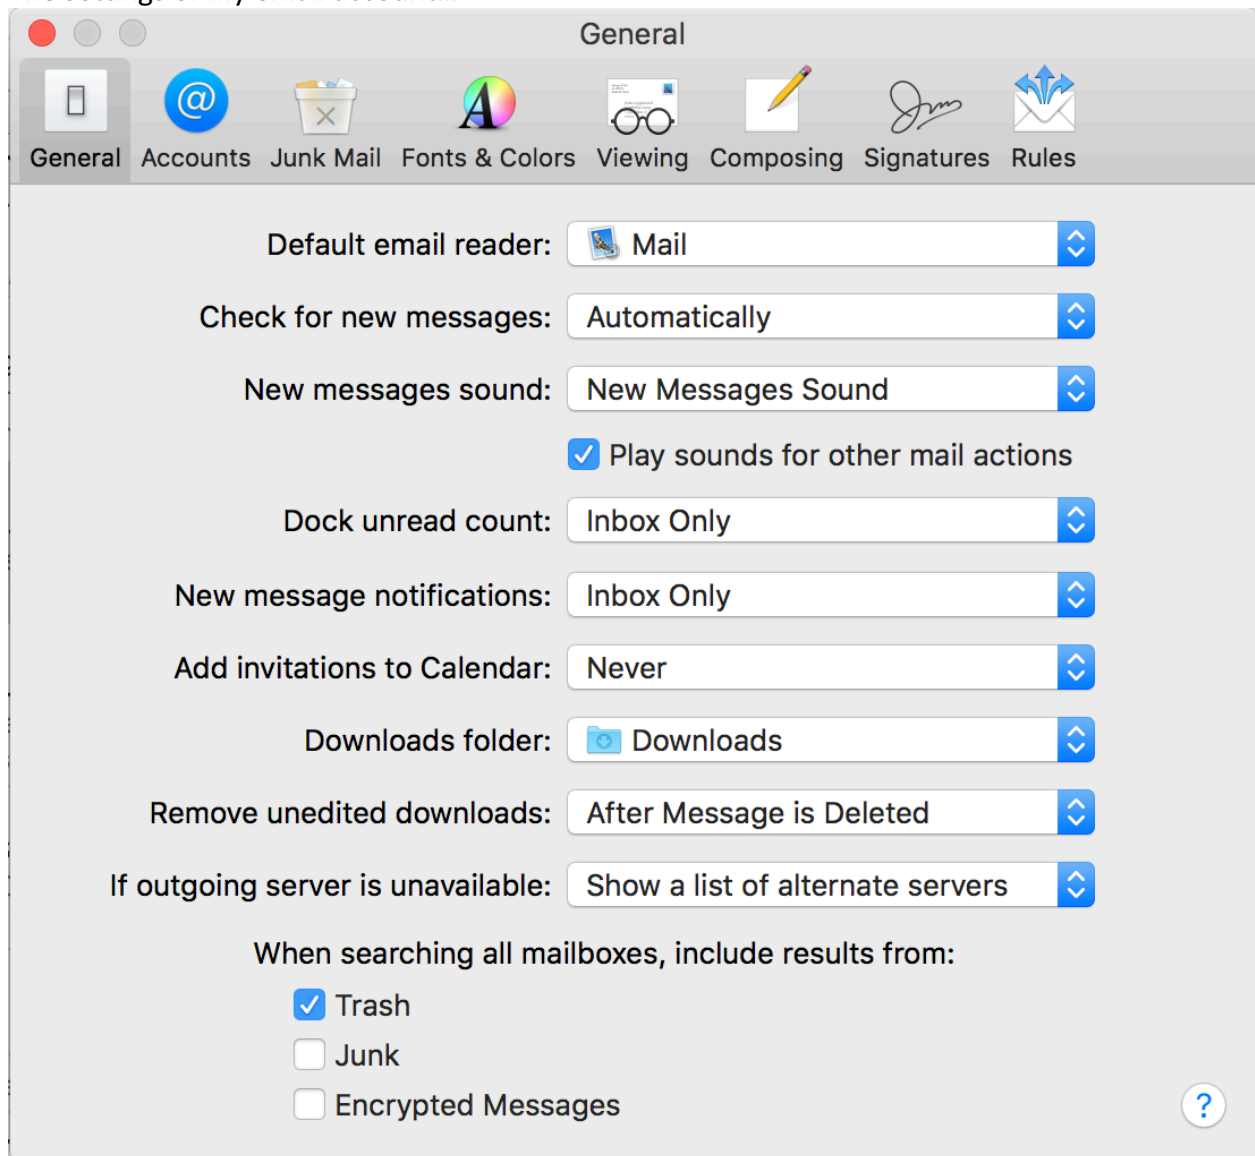 General
General Accounts Junk Mail Fonts & Colors Viewing Composing Signatures Rules
Default email reader: Mail
Check for new messages: Automatically
New messages sound: New Messages Sound
Play sounds for other mail actions
Dock unread count: Inbox Only
New message notifications: Inbox Only
Add invitations to Calendar: Never
Downloads folder: Downloads
Remove unedited downloads: After Message is Deleted
If outgoing server is unavailable: Show a list of alternate servers
When searching all mailboxes, include results from:
Trash
Junk
Encrypted Messages
?